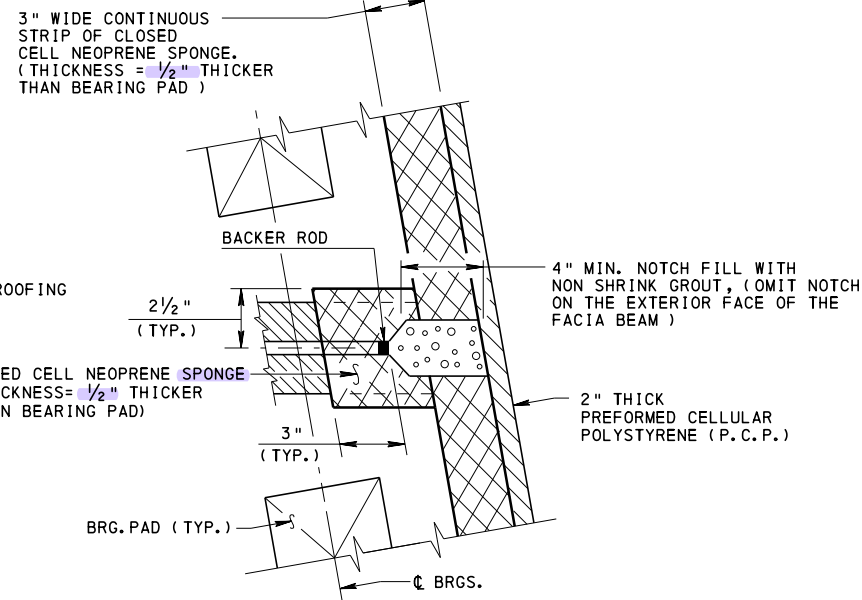 3" WIDE CONTINUOUS
STRIP OF CLOSED
CELL NEOPRENE SPONGE.
(THICKNESS = 1/2" THICKER
THAN BEARING PAD )
BACKER ROD
ROOFING
2 1/2"
(TYP.)
4" MIN. NOTCH FILL WITH
NON SHRINK GROUT, (OMIT NOTCH
ON THE EXTERIOR FACE OF THE
FACIA BEAM )
ED CELL NEOPRENE SPONGE
CKNESS= 1/2" THICKER
N BEARING PAD)
2" THICK
PREFORMED CELLULAR
POLYSTYRENE (P.C.P.)
3"
(TYP.)
BRG. PAD (TYP.)
℄ BRGS.